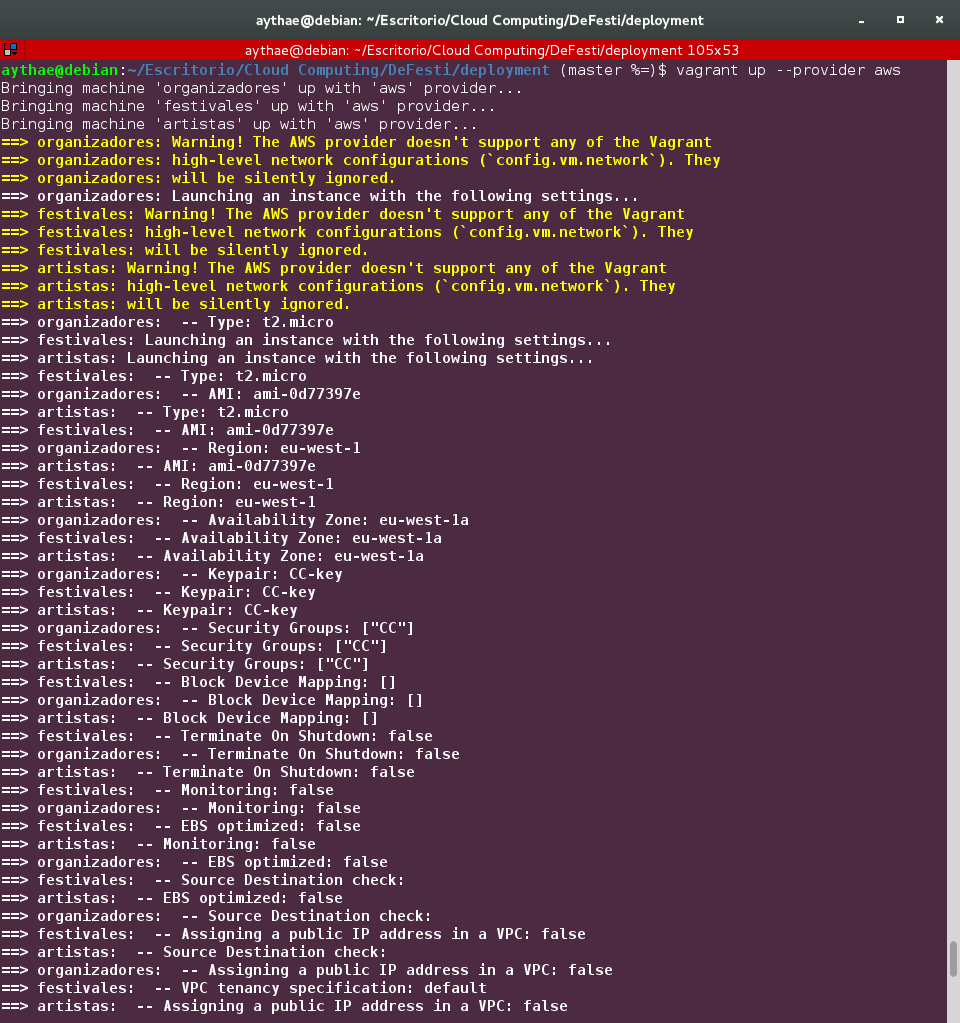 aythae@debian: ~/Escritorio/Cloud Computing/DeFesti/deployment
aythae@debian: ~/Escritorio/Cloud Computing/DeFesti/deployment 105x53
aythae@debian:~/Escritorio/Cloud Computing/DeFesti/deployment (master %=)$ vagrant up --provider aws
Bringing machine 'organizadores' up with 'aws' provider...
Bringing machine 'festivales' up with 'aws' provider...
Bringing machine 'artistas' up with 'aws' provider...
==> organizadores: Warning! The AWS provider doesn't support any of the Vagrant
==> organizadores: high-level network configurations (`config.vm.network`). They
==> organizadores: will be silently ignored.
==> organizadores: Launching an instance with the following settings...
==> festivales: Warning! The AWS provider doesn't support any of the Vagrant
==> festivales: high-level network configurations (`config.vm.network`). They
==> festivales: will be silently ignored.
==> artistas: Warning! The AWS provider doesn't support any of the Vagrant
==> artistas: high-level network configurations (`config.vm.network`). They
==> artistas: will be silently ignored.
==> organizadores:  -- Type: t2.micro
==> festivales: Launching an instance with the following settings...
==> artistas: Launching an instance with the following settings...
==> festivales:  -- Type: t2.micro
==> organizadores:  -- AMI: ami-0d77397e
==> artistas:  -- Type: t2.micro
==> festivales:  -- AMI: ami-0d77397e
==> organizadores:  -- Region: eu-west-1
==> artistas:  -- AMI: ami-0d77397e
==> festivales:  -- Region: eu-west-1
==> artistas:  -- Region: eu-west-1
==> organizadores:  -- Availability Zone: eu-west-1a
==> festivales:  -- Availability Zone: eu-west-1a
==> artistas:  -- Availability Zone: eu-west-1a
==> organizadores:  -- Keypair: CC-key
==> festivales:  -- Keypair: CC-key
==> artistas:  -- Keypair: CC-key
==> organizadores:  -- Security Groups: ["CC"]
==> festivales:  -- Security Groups: ["CC"]
==> artistas:  -- Security Groups: ["CC"]
==> festivales:  -- Block Device Mapping: []
==> organizadores:  -- Block Device Mapping: []
==> artistas:  -- Block Device Mapping: []
==> festivales:  -- Terminate On Shutdown: false
==> organizadores:  -- Terminate On Shutdown: false
==> artistas:  -- Terminate On Shutdown: false
==> festivales:  -- Monitoring: false
==> organizadores:  -- Monitoring: false
==> festivales:  -- EBS optimized: false
==> artistas:  -- Monitoring: false
==> organizadores:  -- EBS optimized: false
==> festivales:  -- Source Destination check:
==> artistas:  -- EBS optimized: false
==> organizadores:  -- Source Destination check:
==> festivales:  -- Assigning a public IP address in a VPC: false
==> artistas:  -- Source Destination check:
==> organizadores:  -- Assigning a public IP address in a VPC: false
==> festivales:  -- VPC tenancy specification: default
==> artistas:  -- Assigning a public IP address in a VPC: false